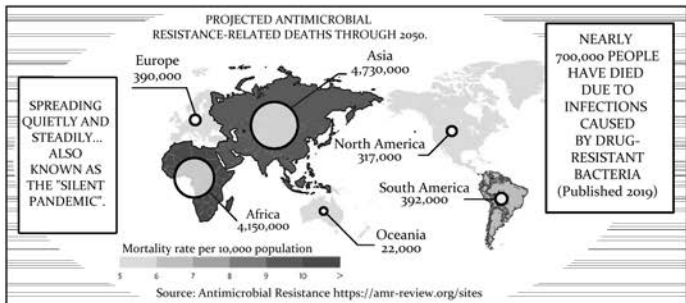 PROJECTED ANTIMICROBIAL
RESISTANCE-RELATED DEATHS THROUGH 2050.
SPREADING
QUIETLY AND
STEADILY...
ALSO
KNOWN AS
THE "SILENT
PANDEMIC".
Europe
390,000
Asia
4,730,000
North America
317,000
South America
392,000
Africa
4,150,000
Oceania
22,000
NEARLY
700,000 PEOPLE
HAVE DIED
DUE TO
INFECTIONS
CAUSED
BY DRUG-
RESISTANT
BACTERIA
(Published 2019)
Mortality rate per 10,000 population
5 6 7 8 9 10 >
Source: Antimicrobial Resistance https://amr-review.org/sites